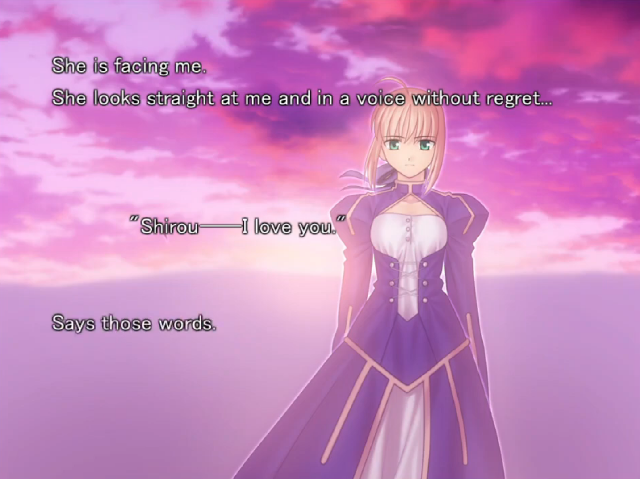 She is facing me.
She looks straight at me and in a voice without regret...
"Shirou──I love you."
Says those words.